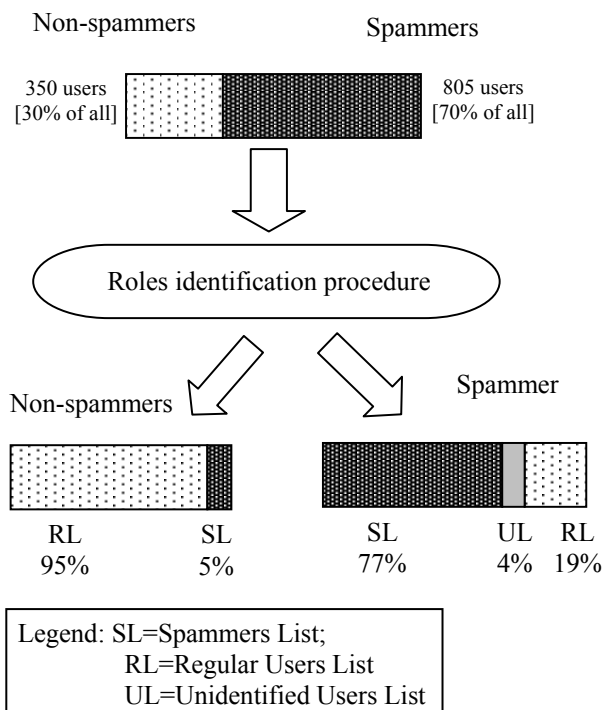 Non-spammers
Spammers
350 users
[30% of all]
805 users
[70% of all]
Roles identification procedure
Non-spammers
Spammer
RL
95%
SL
5%
SL
77%
UL
4%
RL
19%
Legend: SL=Spammers List;
RL=Regular Users List
UL=Unidentified Users List